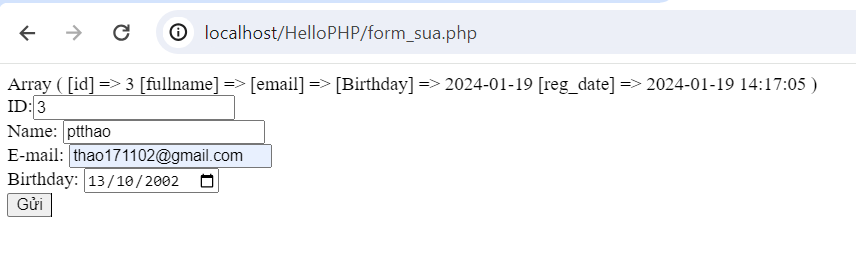 localhost/HelloPHP/form_sua.php
Array ( [id] => 3 [fullname] => [email] => [Birthday] => 2024-01-19 [reg_date] => 2024-01-19 14:17:05 )
ID: 3
Name: ptthao
E-mail: thao171102@gmail.com
Birthday: 13/10/2002
Gửi